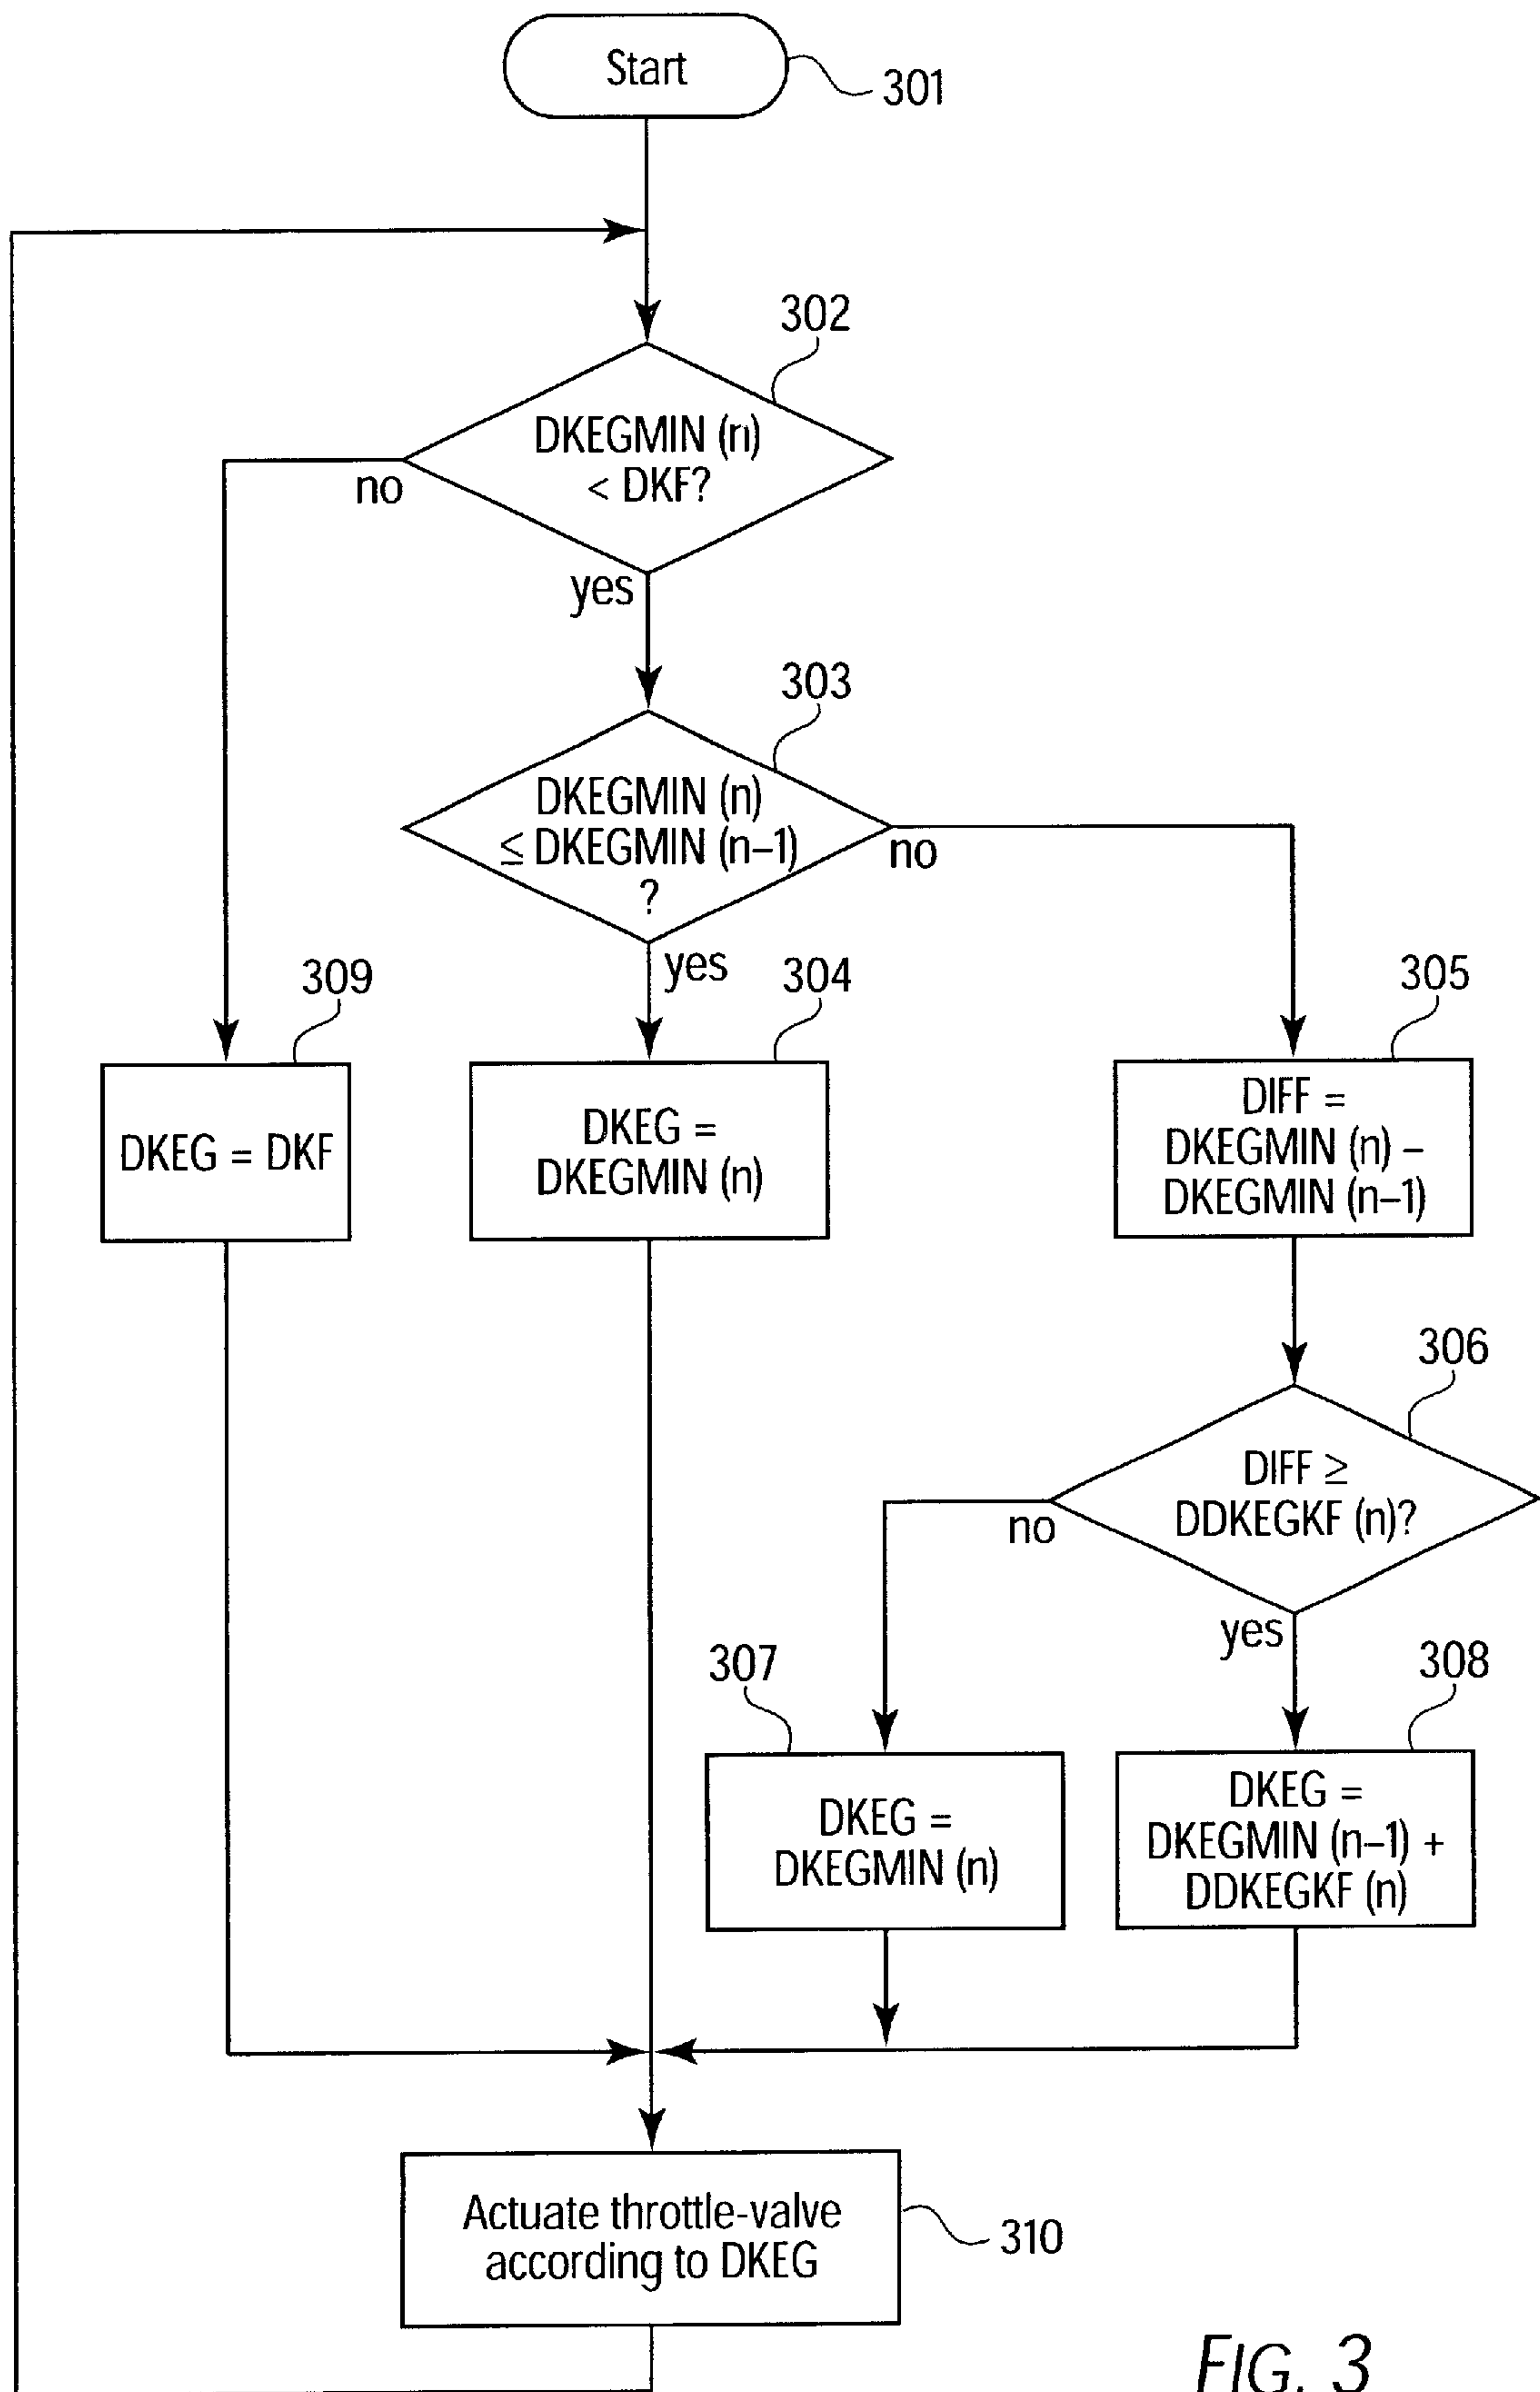 Start
301
302
DKEGMIN (n)
< DKF?
no
yes
303
DKEGMIN (n)
≤ DKEGMIN (n–1)
?
no
yes
309
304
305
DKEG = DKF
DKEG =
DKEGMIN (n)
DIFF =
DKEGMIN (n) –
DKEGMIN (n–1)
306
DIFF ≥
DDKEGKF (n)?
no
yes
307
308
DKEG =
DKEGMIN (n)
DKEG =
DKEGMIN (n–1) +
DDKEGKF (n)
Actuate throttle-valve
according to DKEG
310
FIG. 3